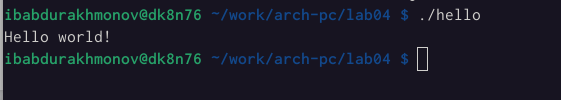 ibabdurakhmonov@dk8n76 ~/work/arch-pc/lab04 $ ./hello
Hello world!
ibabdurakhmonov@dk8n76 ~/work/arch-pc/lab04 $